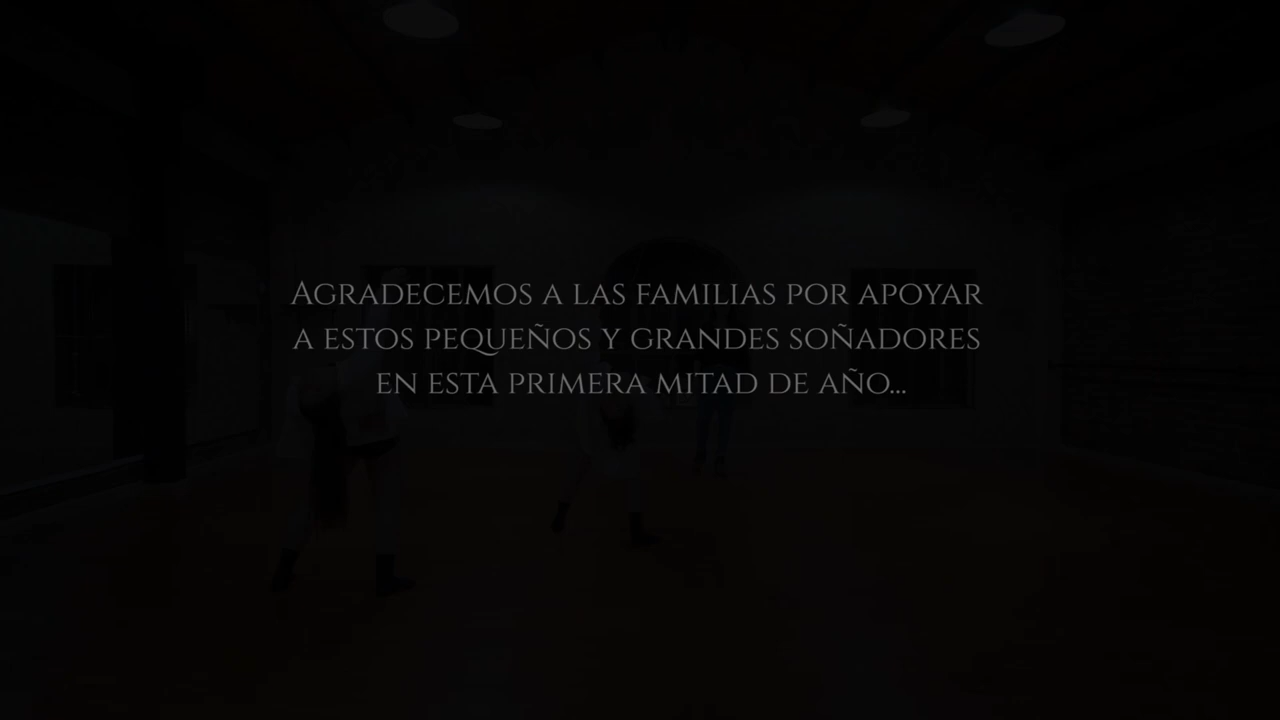 Agradecemos a las familias por apoyar
a estos pequeños y grandes soñadores
en esta primera mitad de año...